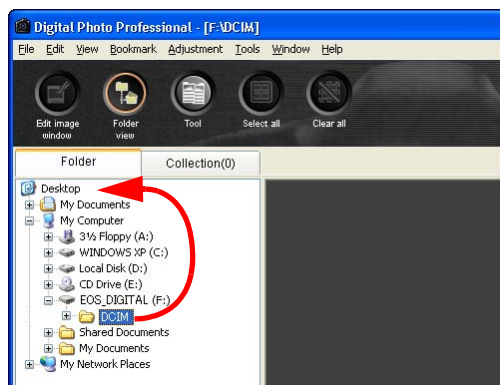 Digital Photo Professional - [F:\DCIM]
File Edit View Bookmark Adjustment Tools Window Help
Edit image window
Folder view
Tool
Select all
Clear all
Folder
Collection(0)
Desktop
My Documents
My Computer
3½ Floppy (A:)
WINDOWS XP (C:)
Local Disk (D:)
CD Drive (E:)
EOS_DIGITAL (F:)
DCIM
Shared Documents
My Documents
My Network Places